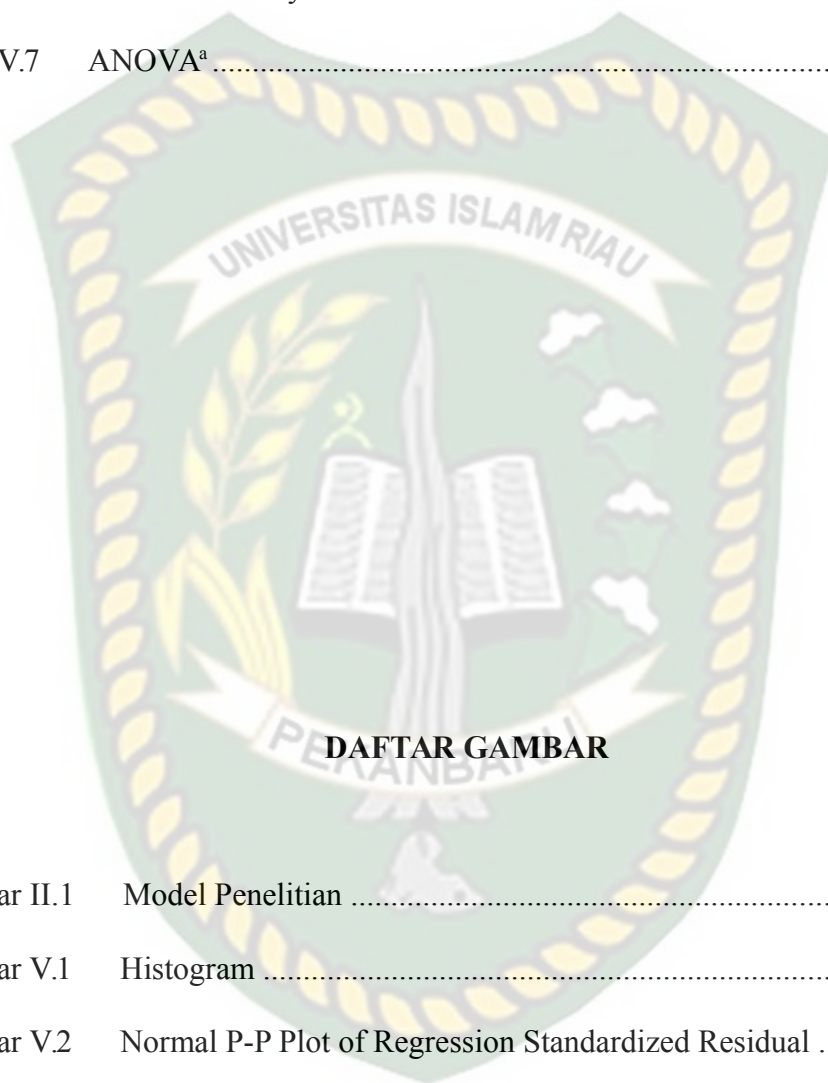 V.7 ANOVAᵃ ................................................................................
UNIVERSITAS ISLAM RIAU
PEKANBARU
DAFTAR GAMBAR
ar II.1 Model Penelitian ................................................................
ar V.1 Histogram ................................................................................
ar V.2 Normal P-P Plot of Regression Standardized Residual .